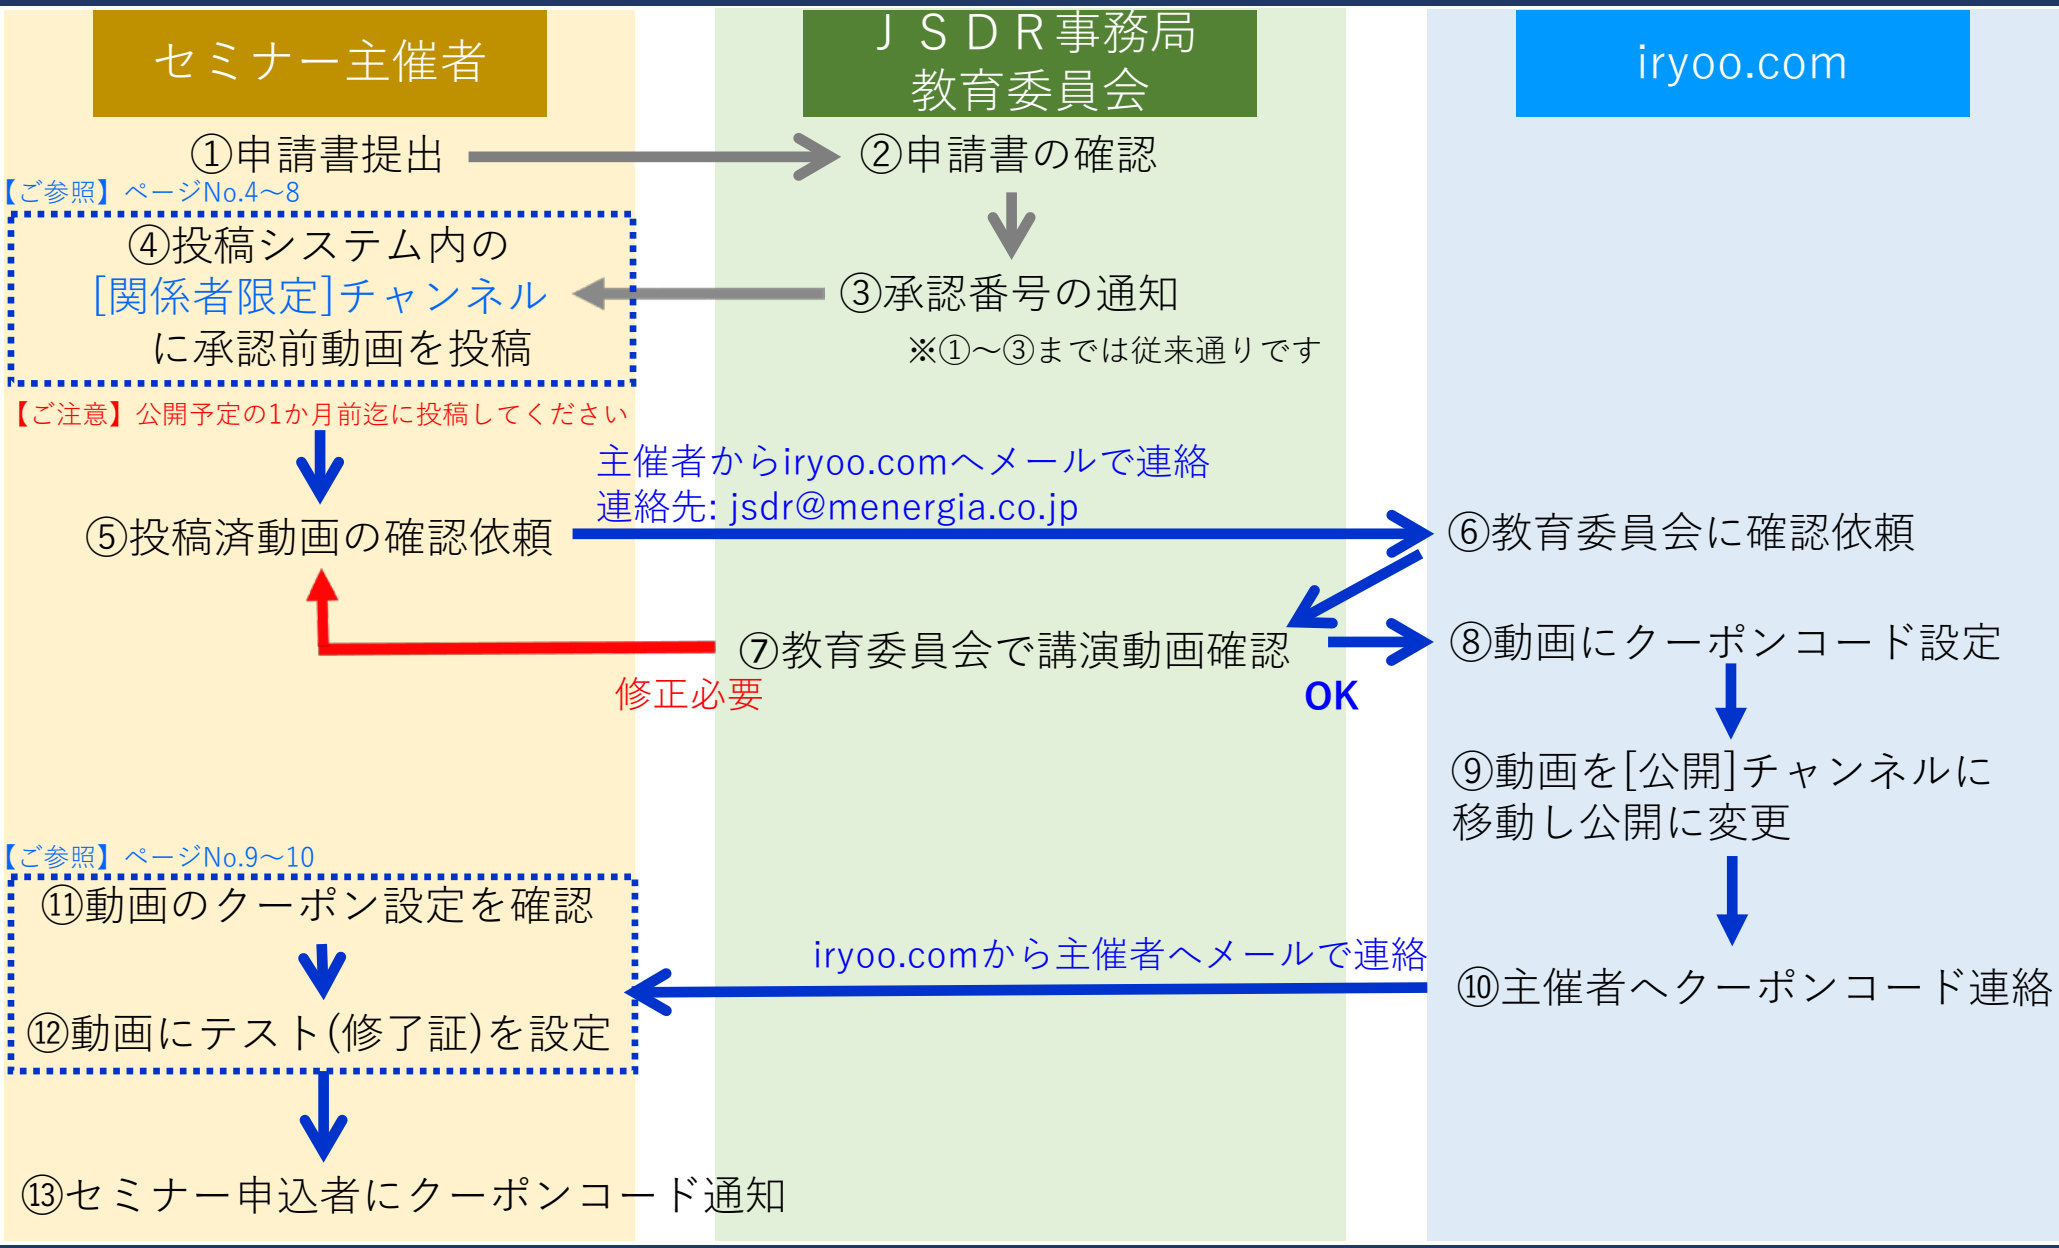 セミナー主催者
ＪＳＤＲ事務局
教育委員会
iryoo.com
①申請書提出
②申請書の確認
【ご参照】ページNo.4～8
④投稿システム内の
[関係者限定]チャンネル
に承認前動画を投稿
③承認番号の通知
※①～③までは従来通りです
【ご注意】公開予定の1か月前迄に投稿してください
主催者からiryoo.comへメールで連絡
連絡先: jsdr@menergia.co.jp
⑤投稿済動画の確認依頼
⑥教育委員会に確認依頼
⑦教育委員会で講演動画確認
⑧動画にクーポンコード設定
修正必要
OK
⑨動画を[公開]チャンネルに
移動し公開に変更
【ご参照】ページNo.9～10
⑪動画のクーポン設定を確認
iryoo.comから主催者へメールで連絡
⑩主催者へクーポンコード連絡
⑫動画にテスト(修了証)を設定
⑬セミナー申込者にクーポンコード通知